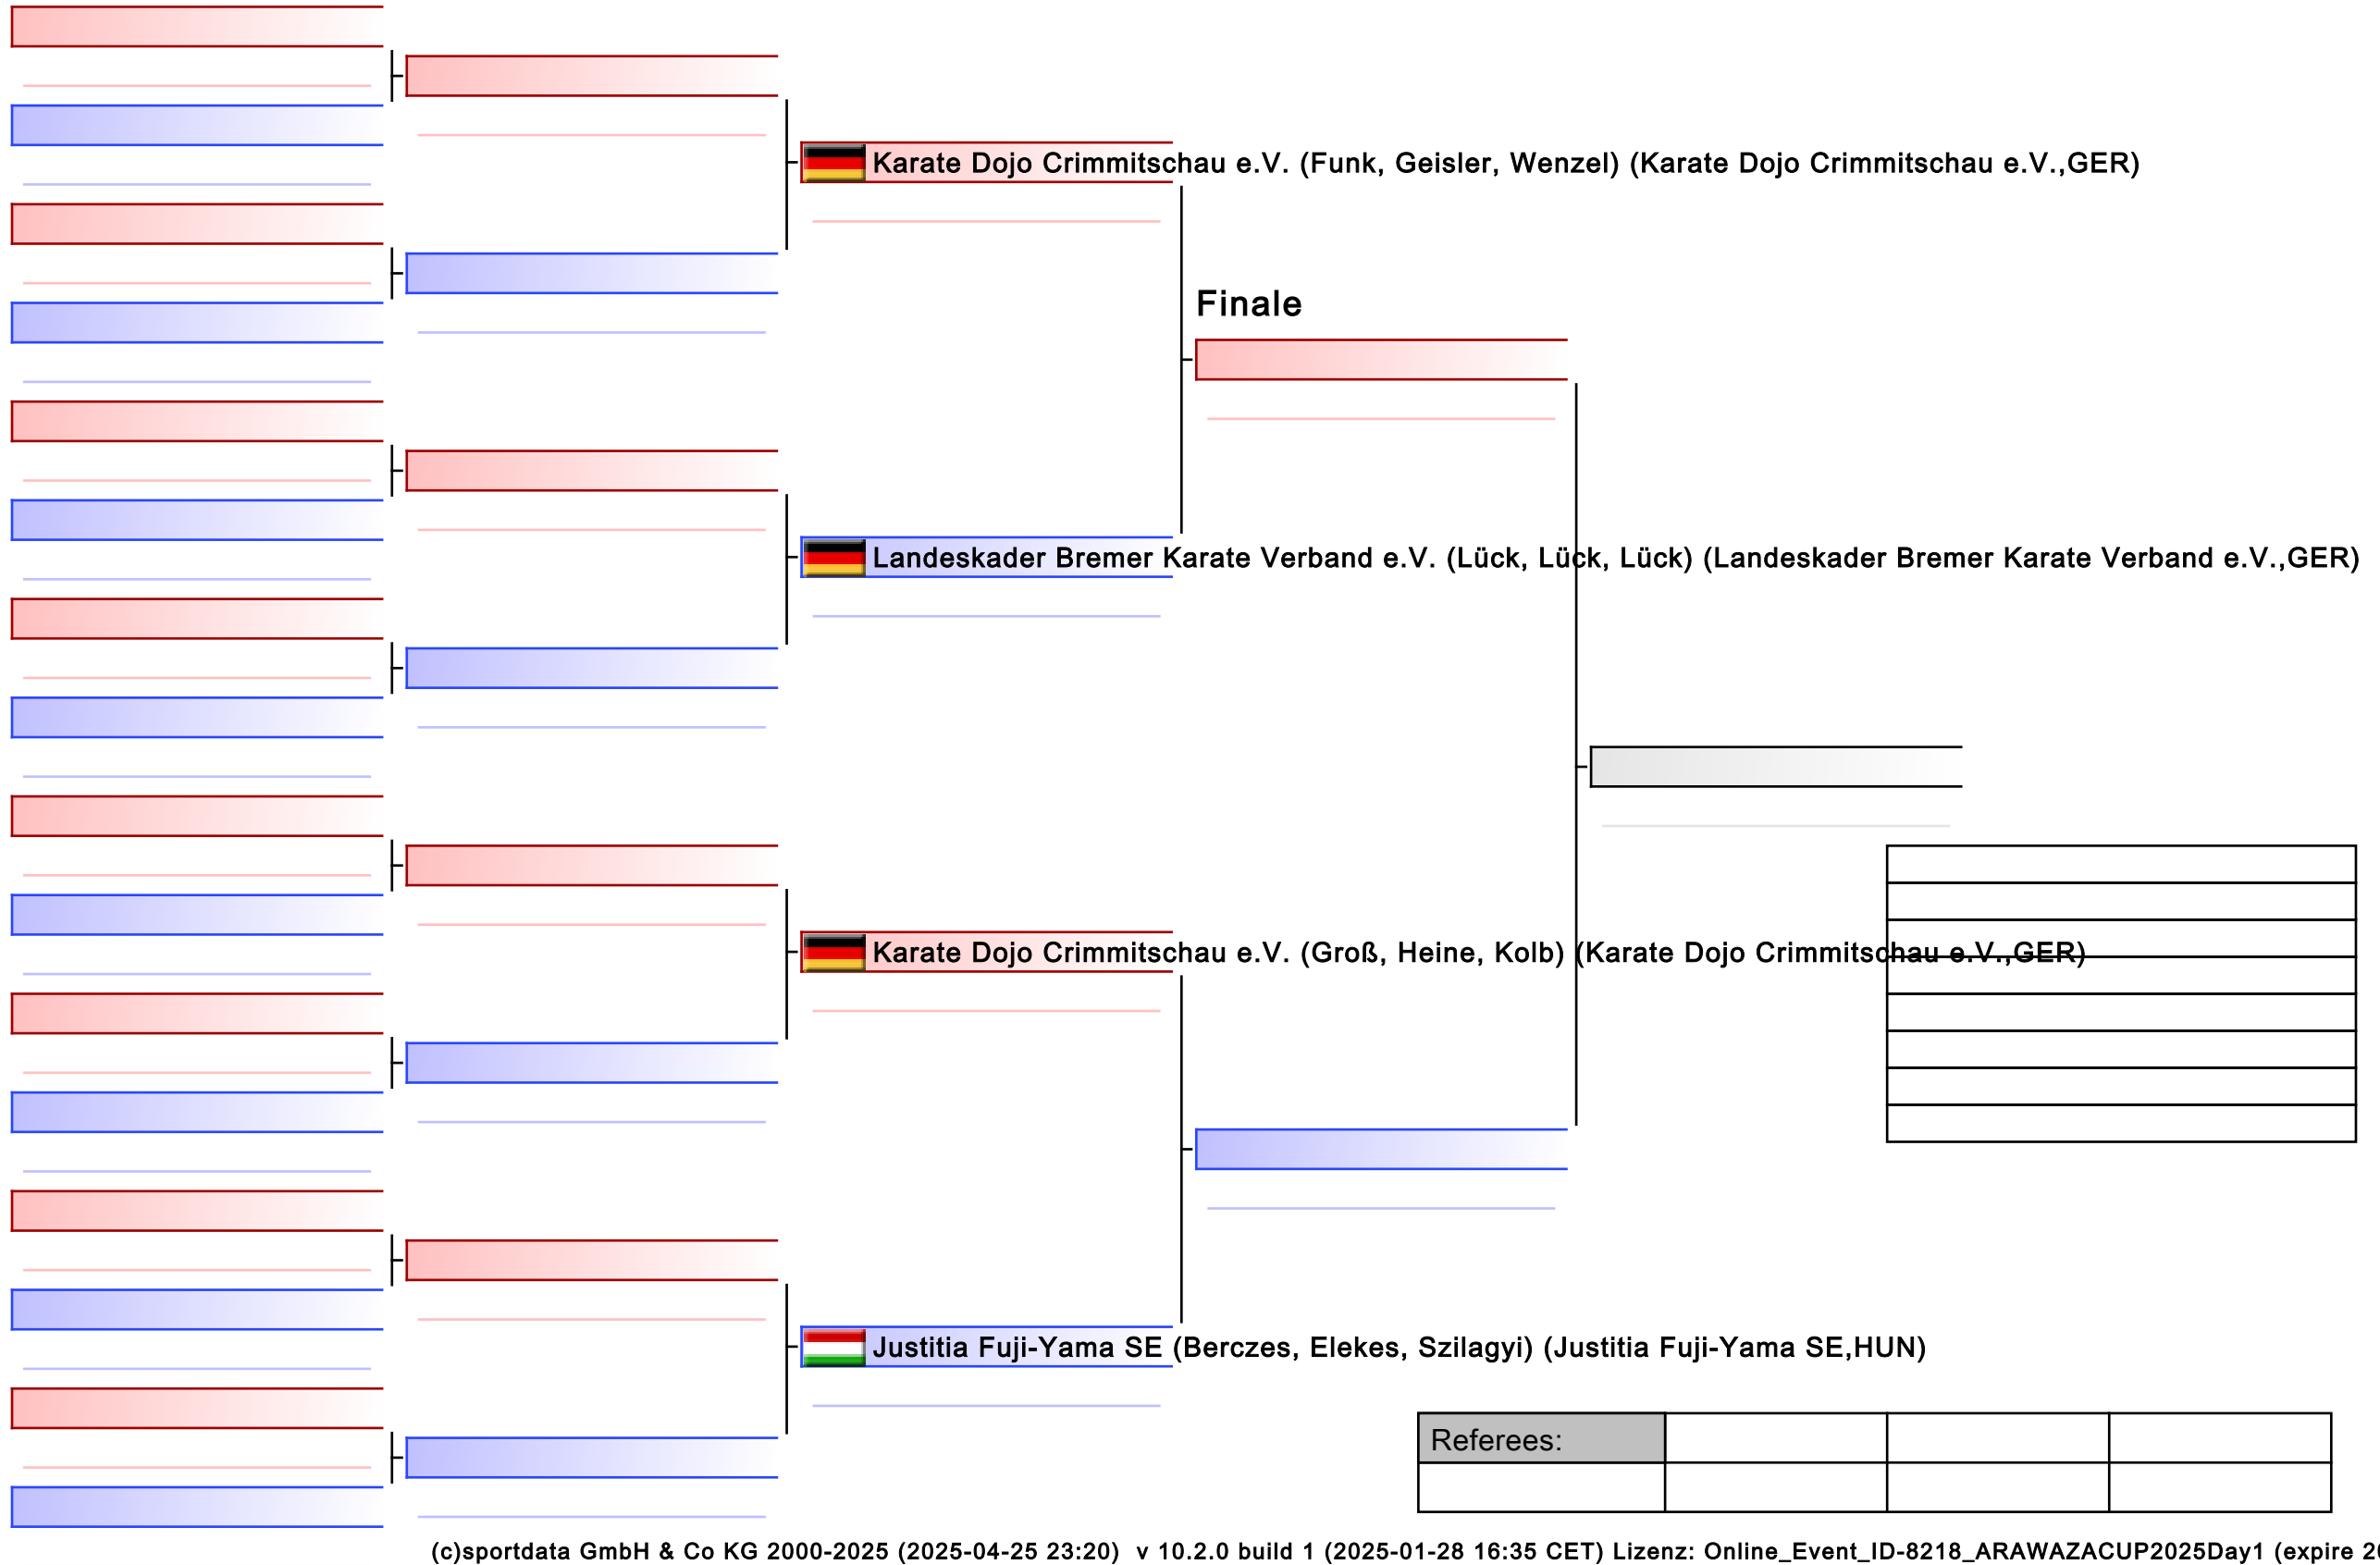 Karate Dojo Crimmitschau e.V. (Funk, Geisler, Wenzel) (Karate Dojo Crimmitschau e.V.,GER)
Finale
Landeskader Bremer Karate Verband e.V. (Lück, Lück, Lück) (Landeskader Bremer Karate Verband e.V.,GER)
Karate Dojo Crimmitschau e.V. (Groß, Heine, Kolb) (Karate Dojo Crimmitschau e.V.,GER)
Justitia Fuji-Yama SE (Berczes, Elekes, Szilagyi) (Justitia Fuji-Yama SE,HUN)
Referees:
(c)sportdata GmbH & Co KG 2000-2025 (2025-04-25 23:20) v 10.2.0 build 1 (2025-01-28 16:35 CET) Lizenz: Online_Event_ID-8218_ARAWAZACUP2025Day1 (expire 2